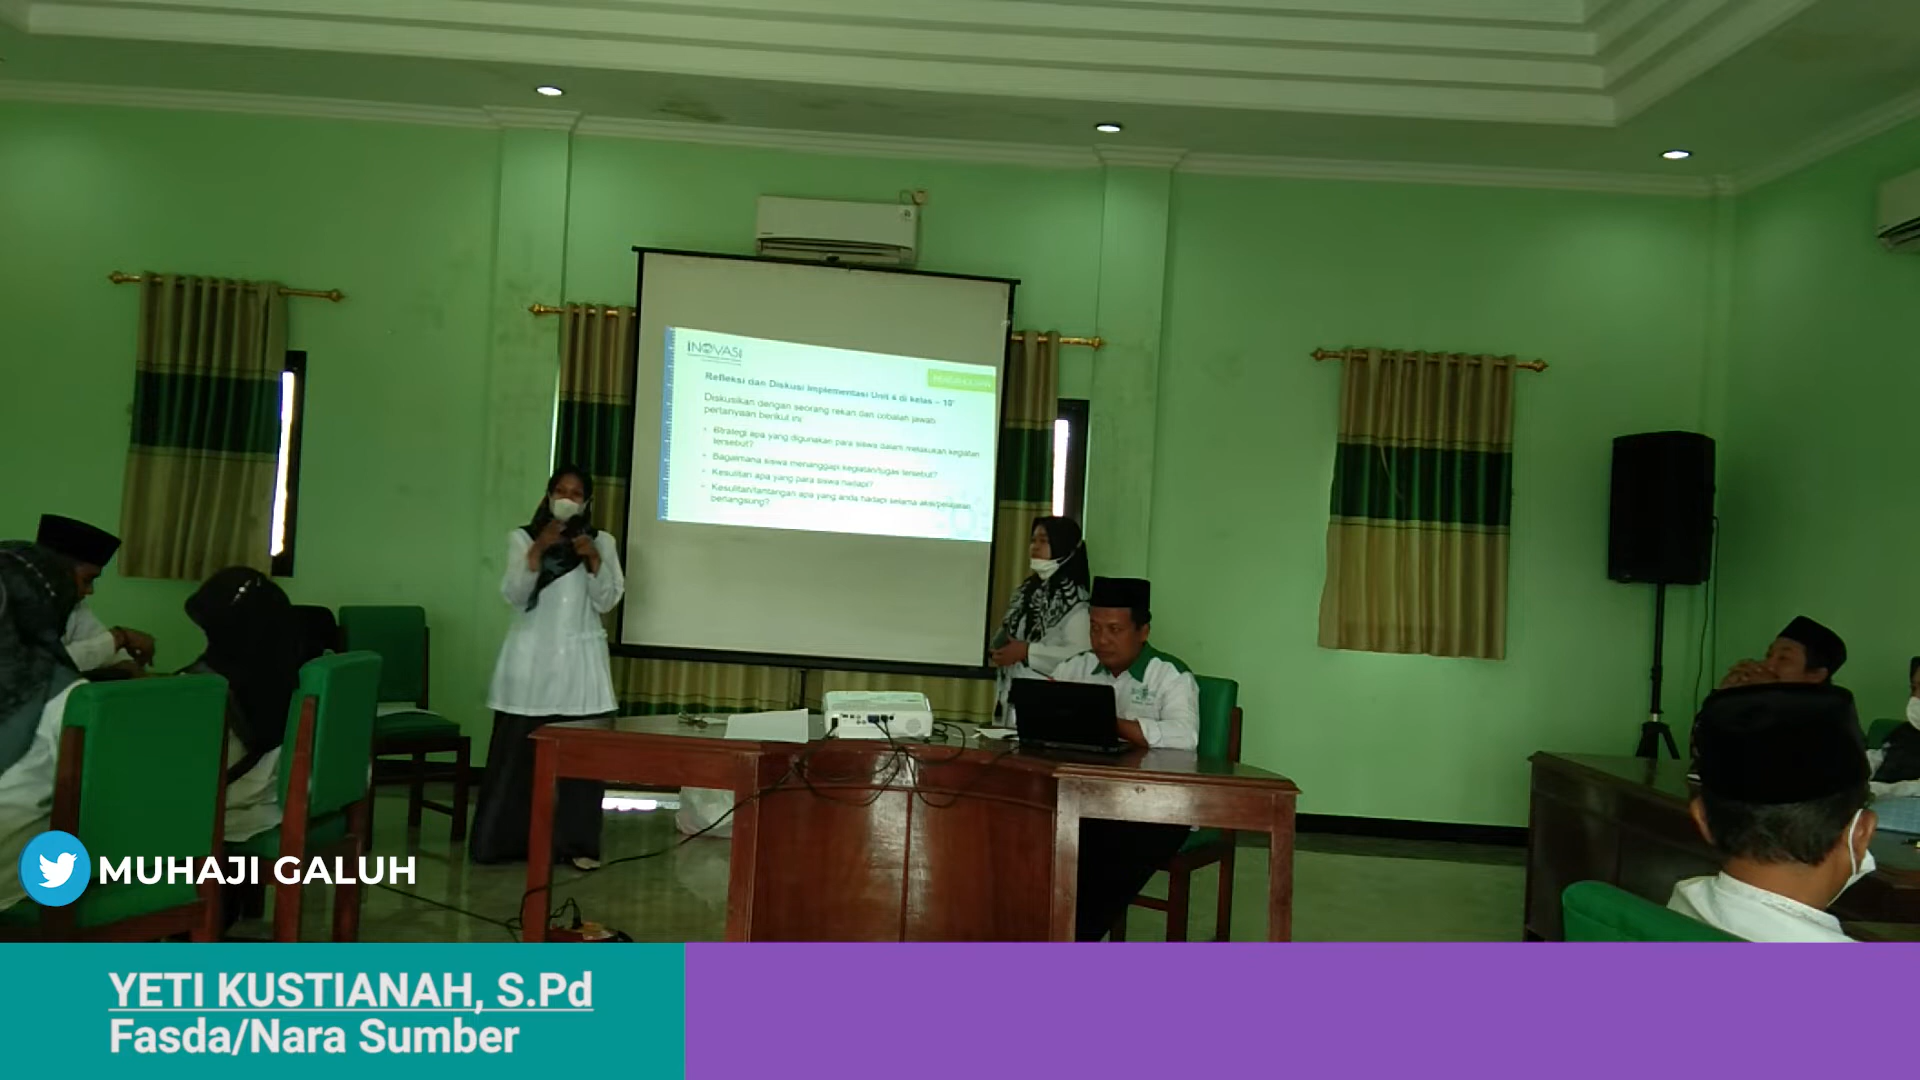 INOVASI
Refleksi dan Diskusi Implementasi Unit 6 di kelas – 10'
Diskusikan dengan seorang rekan dan cobalah jawab
pertanyaan berikut ini
• Strategi apa yang digunakan para siswa dalam melakukan kegiatan
tersebut?
• Bagaimana siswa menanggapi kegiatan/tugas tersebut?
• Kesulitan apa yang para siswa hadapi?
• Kesulitan/tantangan apa yang anda hadapi selama aksi/pelajaran
berlangsung?
MUHAJI GALUH
YETI KUSTIANAH, S.Pd
Fasda/Nara Sumber